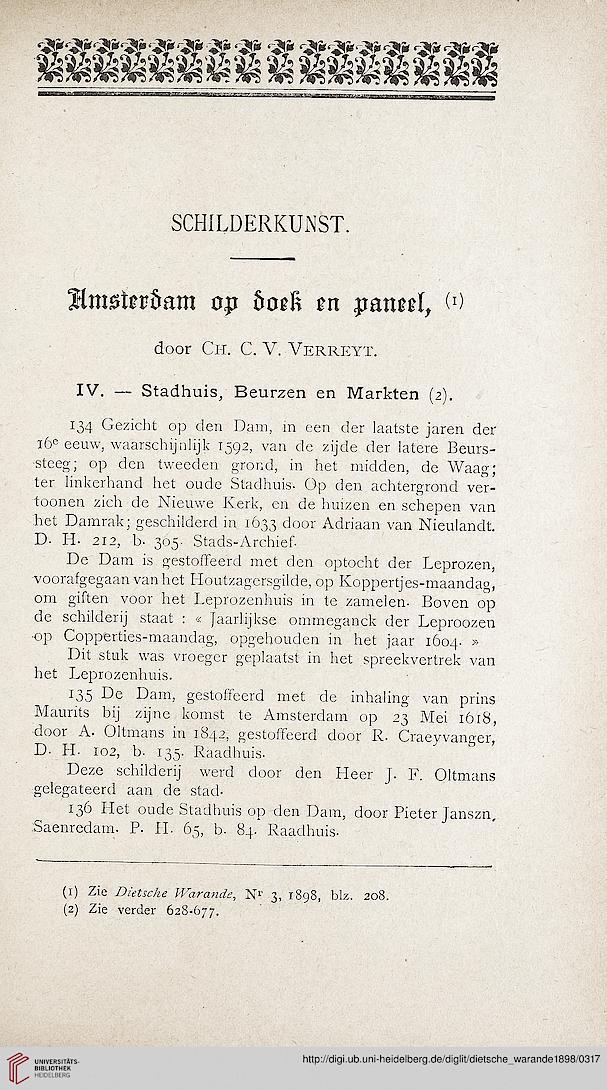 SCHILDERKUNST.
Amsterdam op doek en paneel, (1)
door CH. C. V. VERREYT.
IV. — Stadhuis, Beurzen en Markten (2).
134 Gezicht op den Dam, in een der laatste jaren der
16e eeuw, waarschijnlijk 1592, van de zijde der latere Beurs-
steeg; op den tweeden grond, in het midden, de Waag;
ter linkerhand het oude Stadhuis. Op den achtergrond ver-
toonen zich de Nieuwe Kerk, en de huizen en schepen van
het Damrak; geschilderd in 1633 door Adriaan van Nieulandt.
D. H. 212, b. 305. Stads-Archief.
De Dam is gestoffeerd met den optocht der Leprozen,
voorafgegaan van het Houtzagersgilde, op Koppertjes-maandag,
om giften voor het Leprozenhuis in te zamelen. Boven op
de schilderij staat : « Jaarlijkse ommeganck der Leproozen
op Copperties-maandag, opgehouden in het jaar 1604. »
Dit stuk was vroeger geplaatst in het spreekvertrek van
het Leprozenhuis.
135 De Dam, gestoffeerd met de inhaling van prins
Maurits bij zijne komst te Amsterdam op 23 Mei 1618,
door A. Oltmans in 1842, gestoffeerd door R. Craeyvanger,
D. H. 102, b. 135. Raadhuis.
Deze schilderij werd door den Heer J. F. Oltmans
gelegateerd aan de stad.
136 Het oude Stadhuis op den Dam, door Pieter Janszn,
Saenredam. P. H. 65, b. 84. Raadhuis.
(1) Zie Dietsche Warande, Nr 3, 1898, blz. 208.
(2) Zie verder 628-677.
UNIVERSITÄTS-
BIBLIOTHEK
HEIDELBERG
http://digi.ub.uni-heidelberg.de/diglit/dietsche_warande1898/0317